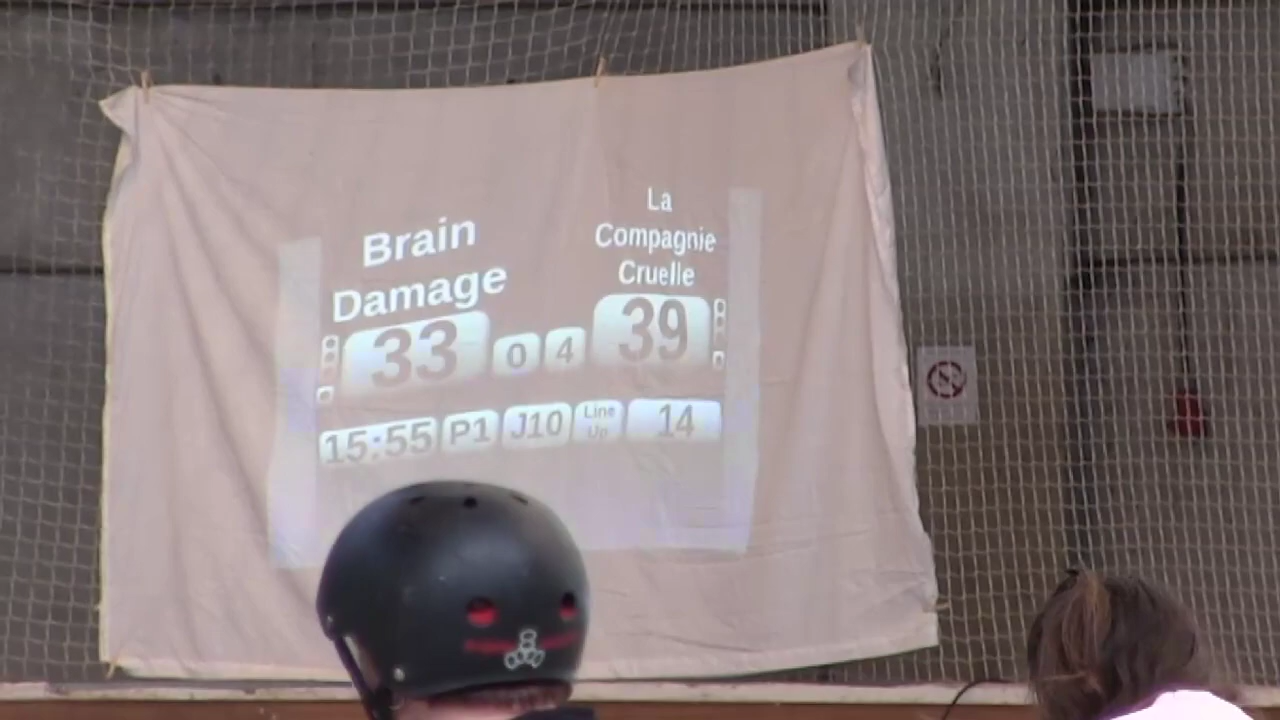 Brain
Damage
La
Compagnie
Cruelle
33
0
4
39
15:55
P1
J10
Line
Up
14